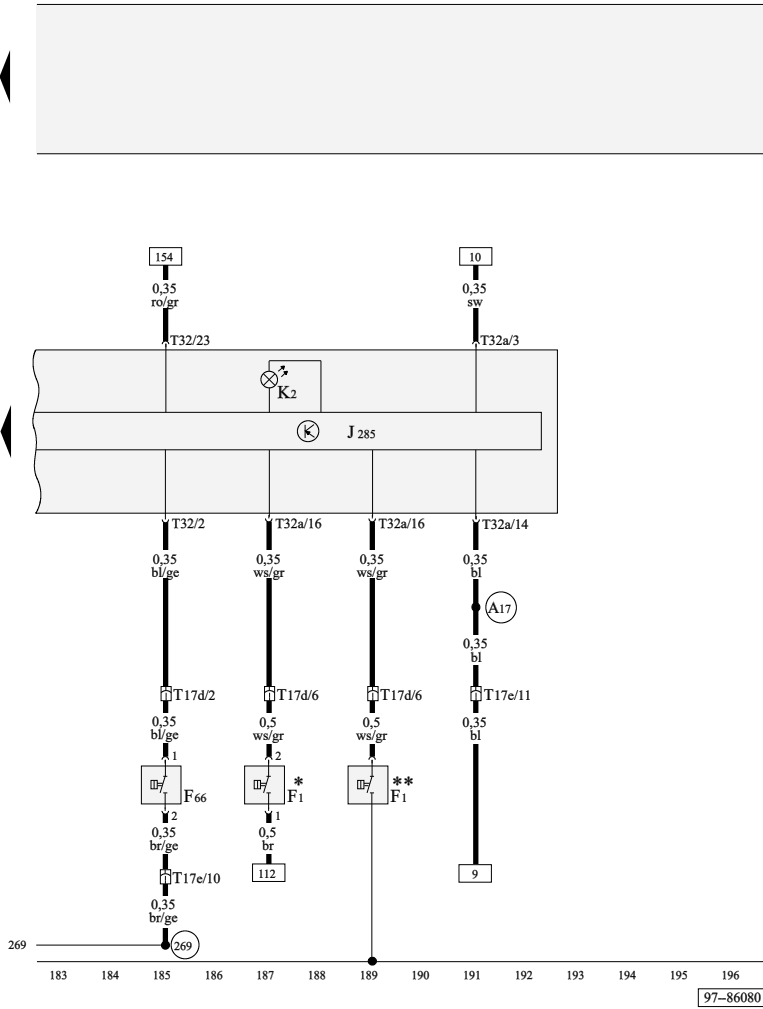 154
10
0,35
ro/gr
0,35
sw
T32/23
T32a/3
K2
J 285
T32/2
T32a/16
T32a/16
T32a/14
0,35
bl/ge
0,35
ws/gr
0,35
ws/gr
0,35
bl
A17
0,35
bl
T17d/2
T17d/6
T17d/6
T17e/11
0,35
bl/ge
0,5
ws/gr
0,5
ws/gr
0,35
bl
1
2
F66
*
F1
**
F1
2
1
0,35
br/ge
0,5
br
T17e/10
112
9
0,35
br/ge
269
269
183 184 185 186 187 188 189 190 191 192 193 194 195 196
97–86080